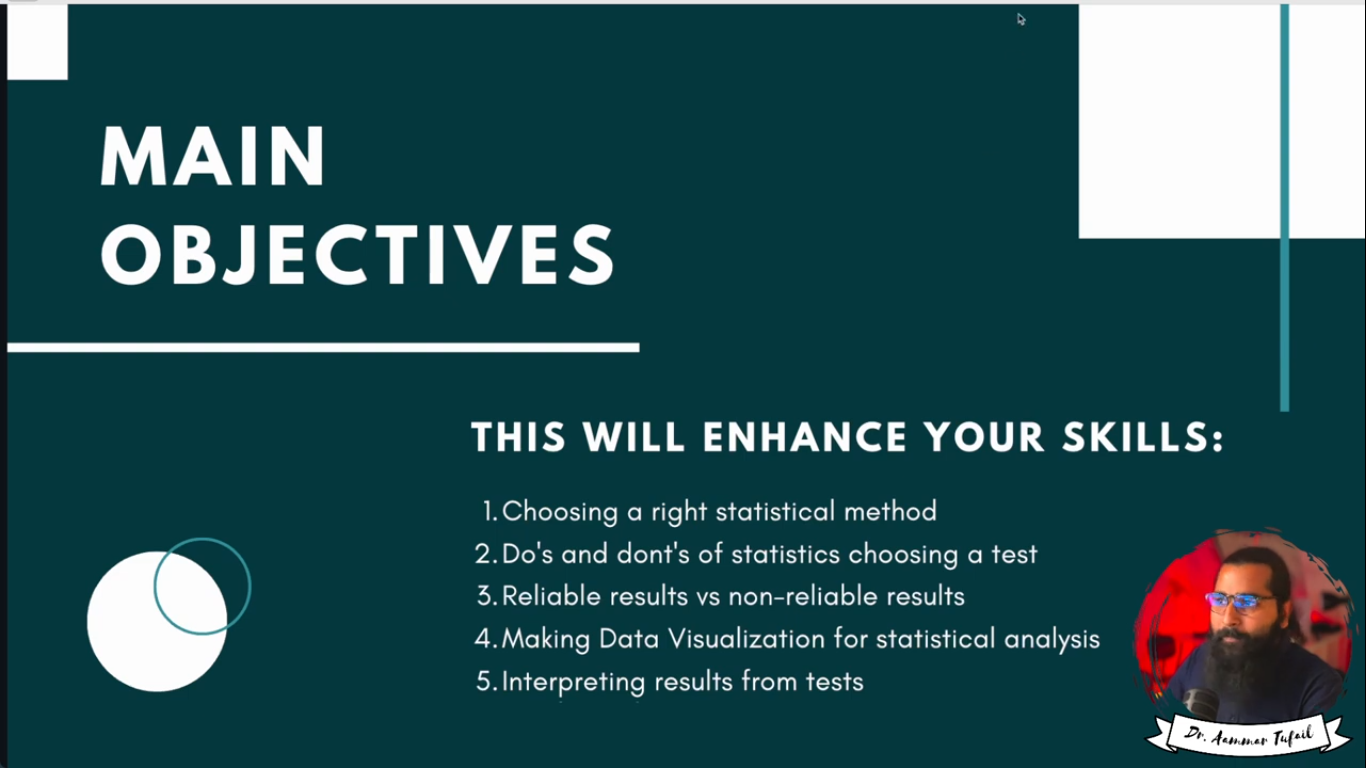 MAIN
OBJECTIVES
THIS WILL ENHANCE YOUR SKILLS:
1. Choosing a right statistical method
2. Do's and dont's of statistics choosing a test
3. Reliable results vs non-reliable results
4. Making Data Visualization for statistical analysis
5. Interpreting results from tests
Dr. Aammar Tufail